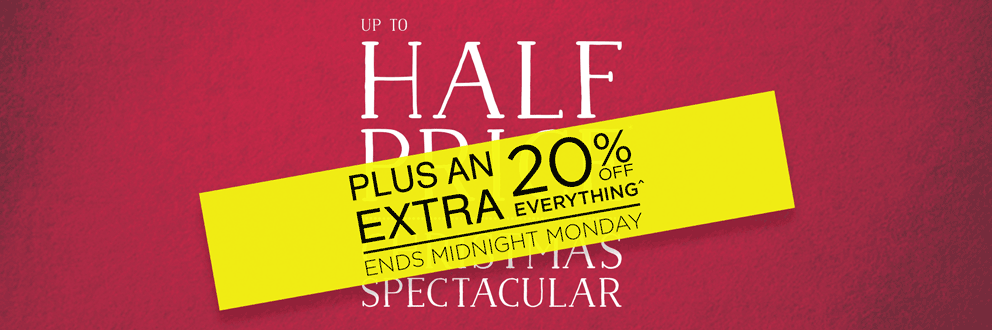 UP TO
HALF
PLUS AN
EXTRA
20%
OFF
EVERYTHING^
ENDS MIDNIGHT MONDAY
SPECTACULAR